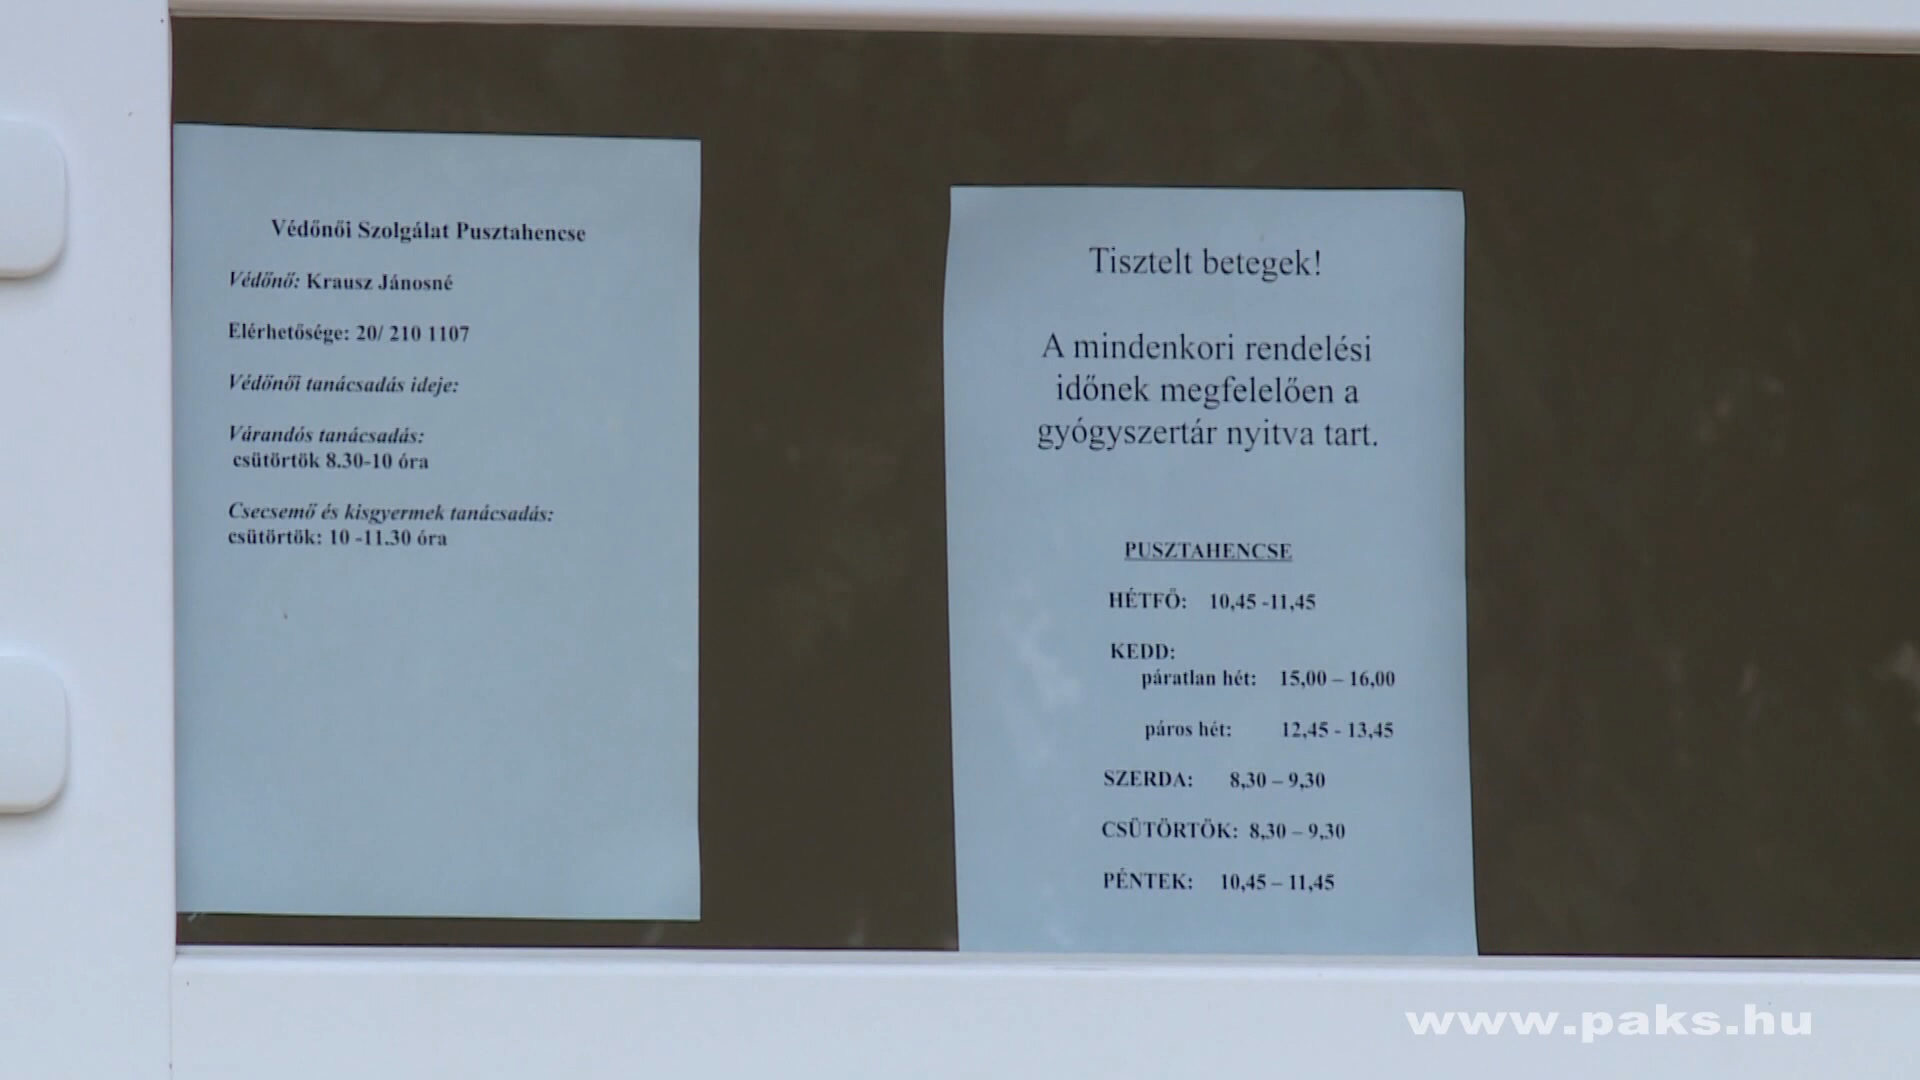 Védőnői Szolgálat Pusztahencse
Védőnő: Krausz Jánosné
Elérhetősége: 20/ 210 1107
Védőnői tanácsadás ideje:
Várandós tanácsadás:
csütörtök 8.30-10 óra
Csecsemő és kisgyermek tanácsadás:
csütörtök: 10 -11.30 óra
Tisztelt betegek!
A mindenkori rendelési
időnek megfelelően a
gyógyszertár nyitva tart.
PUSZTAHENCSE
HÉTFŐ: 10,45 -11,45
KEDD:
páratlan hét: 15,00 – 16,00
páros hét: 12,45 - 13,45
SZERDA: 8,30 – 9,30
CSÜTÖRTÖK: 8,30 – 9,30
PÉNTEK: 10,45 – 11,45
www.paks.hu